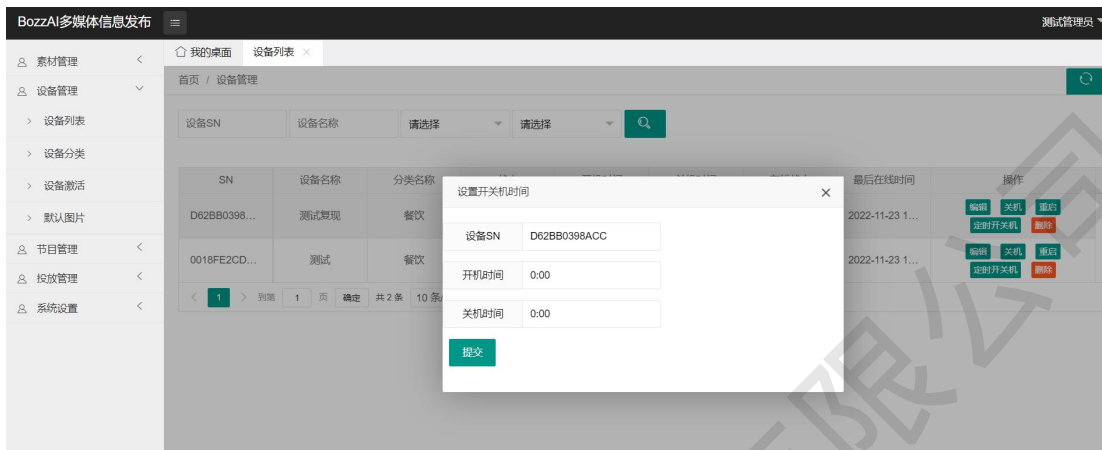 BozzAI多媒体信息发布
测试管理员
素材管理
设备管理
设备列表
设备分类
设备激活
默认图片
节目管理
投放管理
系统设置
我的桌面 设备列表
首页 / 设备管理
设备SN 设备名称 请选择 请选择
SN 设备名称 分类名称 最后在线时间 操作
D62BB0398... 测试复现 餐饮 2022-11-23 1... 编辑 关机 重启
定时开关机 删除
0018FE2CD... 测试 餐饮 2022-11-23 1... 编辑 关机 重启
定时开关机 删除
1 到第 1 页 确定 共 2 条 10 条/
设置开关机时间
设备SN D62BB0398ACC
开机时间 0:00
关机时间 0:00
提交
有限公司